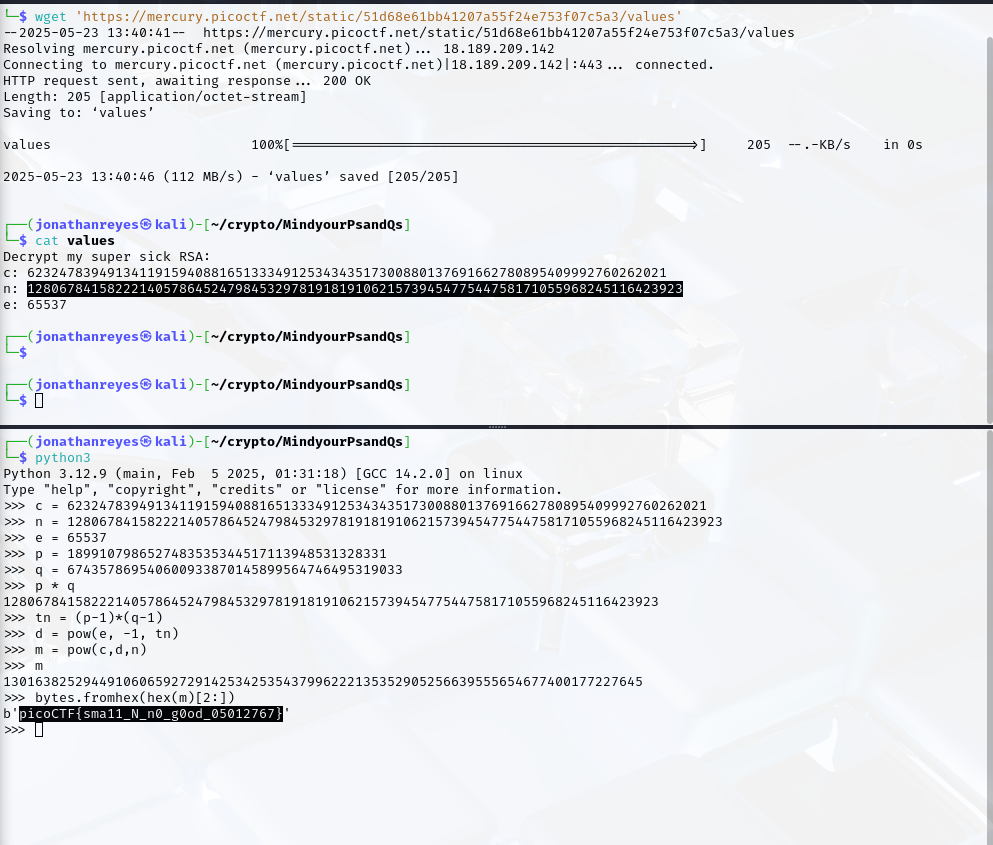 └─$ wget 'https://mercury.picoctf.net/static/51d68e61bb41207a55f24e753f07c5a3/values'
--2025-05-23 13:40:41--  https://mercury.picoctf.net/static/51d68e61bb41207a55f24e753f07c5a3/values
Resolving mercury.picoctf.net (mercury.picoctf.net)... 18.189.209.142
Connecting to mercury.picoctf.net (mercury.picoctf.net)|18.189.209.142|:443... connected.
HTTP request sent, awaiting response... 200 OK
Length: 205 [application/octet-stream]
Saving to: ‘values’
values 100%[===================================================>] 205 --.-KB/s in 0s
2025-05-23 13:40:46 (112 MB/s) - ‘values’ saved [205/205]
┌──(jonathanreyes㉿kali)-[~/crypto/MindyourPsandQs]
└─$ cat values
Decrypt my super sick RSA:
c: 62324783949134119159408816513334912534343517300880137691662780895409992760262021
n: 1280678415822214057864524798453297819181910621573945477544758171055968245116423923
e: 65537
┌──(jonathanreyes㉿kali)-[~/crypto/MindyourPsandQs]
└─$
┌──(jonathanreyes㉿kali)-[~/crypto/MindyourPsandQs]
└─$
┌──(jonathanreyes㉿kali)-[~/crypto/MindyourPsandQs]
└─$ python3
Python 3.12.9 (main, Feb  5 2025, 01:31:18) [GCC 14.2.0] on linux
Type "help", "copyright", "credits" or "license" for more information.
>>> c = 62324783949134119159408816513334912534343517300880137691662780895409992760262021
>>> n = 1280678415822214057864524798453297819181910621573945477544758171055968245116423923
>>> e = 65537
>>> p = 1899107986527483535344517113948531328331
>>> q = 674357869540600933870145899564746495319033
>>> p * q
1280678415822214057864524798453297819181910621573945477544758171055968245116423923
>>> tn = (p-1)*(q-1)
>>> d = pow(e, -1, tn)
>>> m = pow(c,d,n)
>>> m
13016382529449106065927291425342535437996222135352905256639555654677400177227645
>>> bytes.fromhex(hex(m)[2:])
b'picoCTF{sma11_N_n0_g0od_05012767}'
>>>